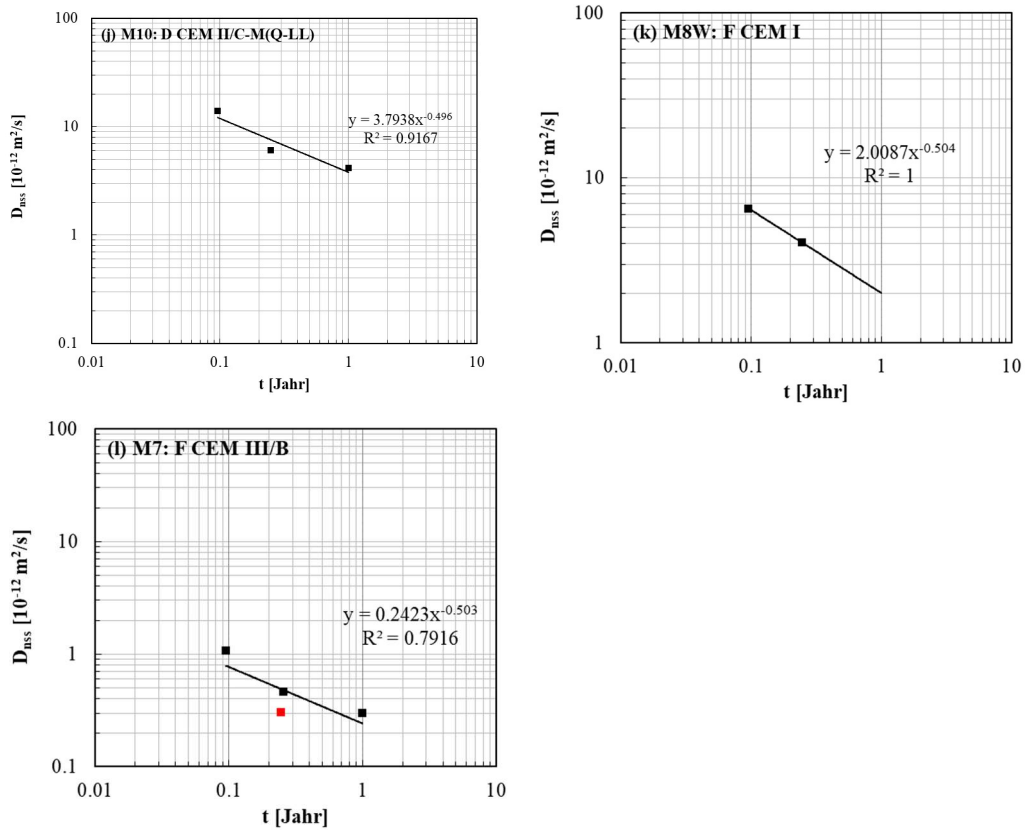 (j) M10: D CEM II/C-M(Q-LL)
100
10
1
0.1
D_nss [10^-12 m²/s]
y = 3.7938x^-0.496
R² = 0.9167
0.01 0.1 1 10
t [Jahr]
(k) M8W: F CEM I
100
10
1
D_nss [10^-12 m²/s]
y = 2.0087x^-0.504
R² = 1
0.01 0.1 1 10
t [Jahr]
(l) M7: F CEM III/B
100
10
1
0.1
D_nss [10^-12 m²/s]
y = 0.2423x^-0.503
R² = 0.7916
0.01 0.1 1 10
t [Jahr]